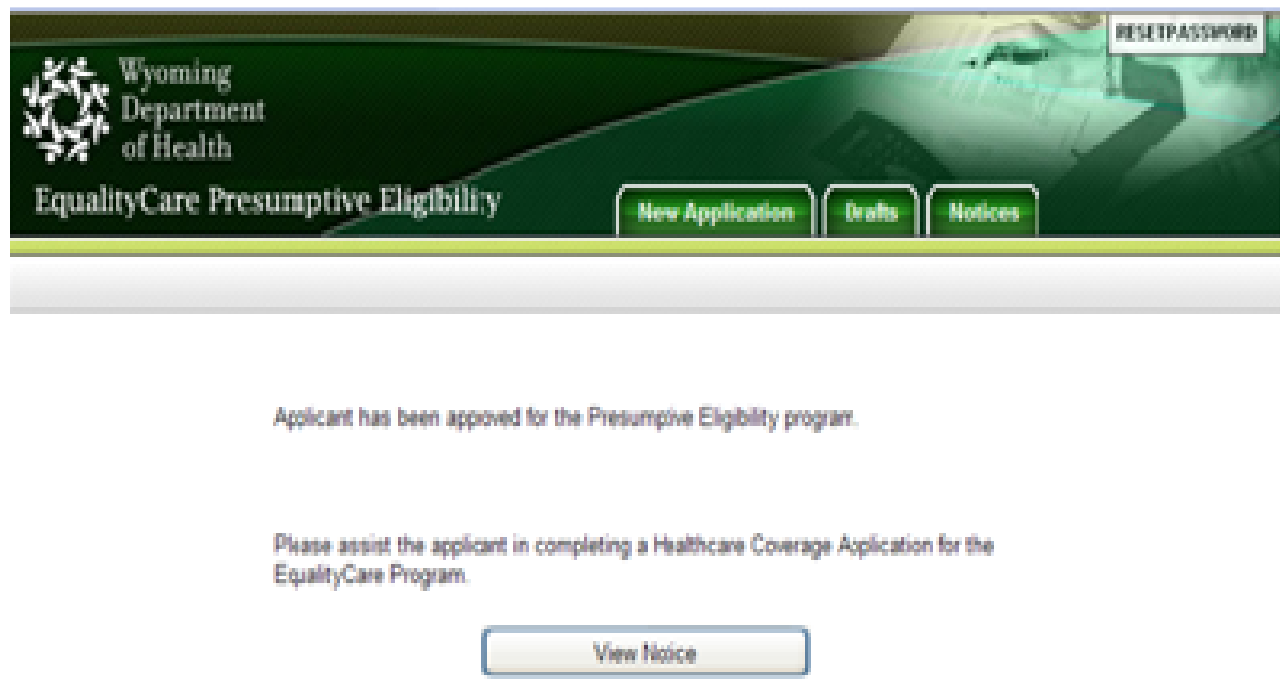 RESETPASSWORD
Wyoming
Department
of Health
EqualityCare Presumptive Eligibility
New Application
Drafts
Notices
Applicant has been appoved for the Presumpive Eligibility program.
Please assist the applicant in completing a Healthcare Coverage Application for the
EqualityCare Program.
View Notice